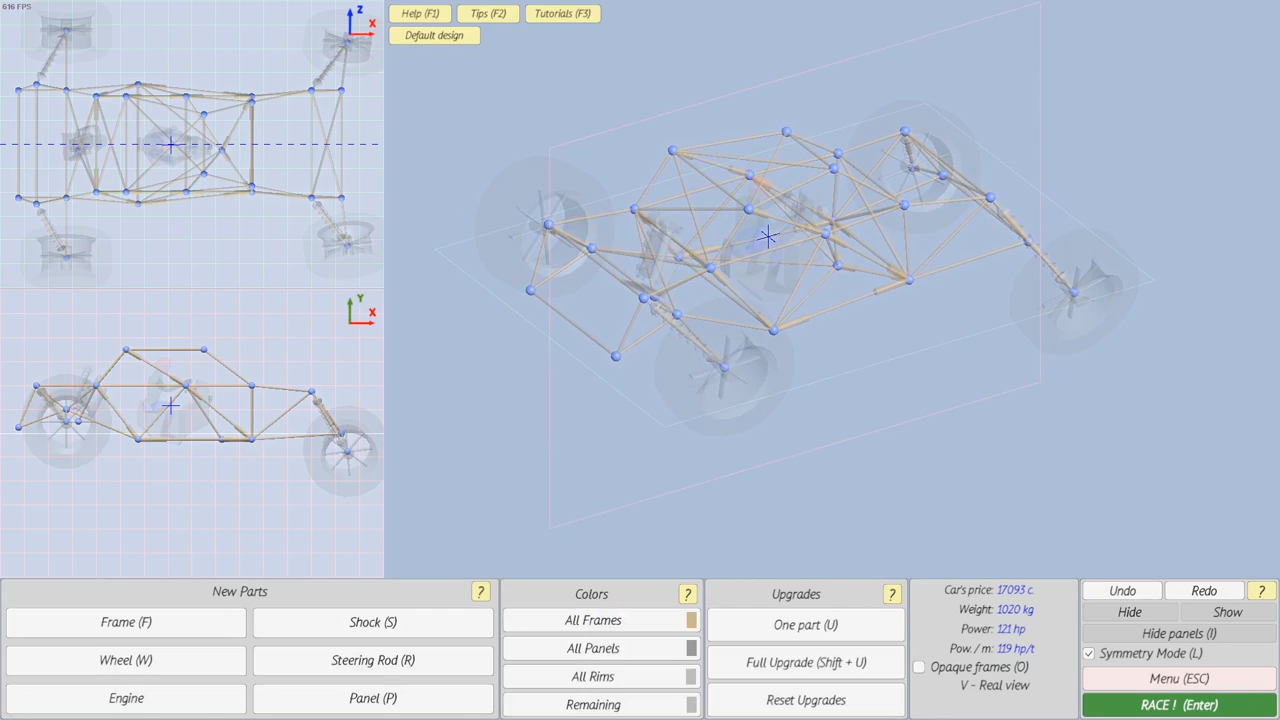 616 FPS
Z
X
Y
X
Help (F1)
Tips (F2)
Tutorials (F3)
Default design
New Parts
?
Frame (F)
Shock (S)
Wheel (W)
Steering Rod (R)
Engine
Panel (P)
Colors
?
All Frames
All Panels
All Rims
Remaining
Upgrades
?
One part (U)
Full Upgrade (Shift + U)
Reset Upgrades
Car's price: 17093 c.
Weight: 1020 kg
Power: 121 hp
Pow. / m: 119 hp/t
Opaque frames (O)
V - Real view
Undo
Redo
?
Hide
Show
Hide panels (I)
Symmetry Mode (L)
Menu (ESC)
RACE ! (Enter)